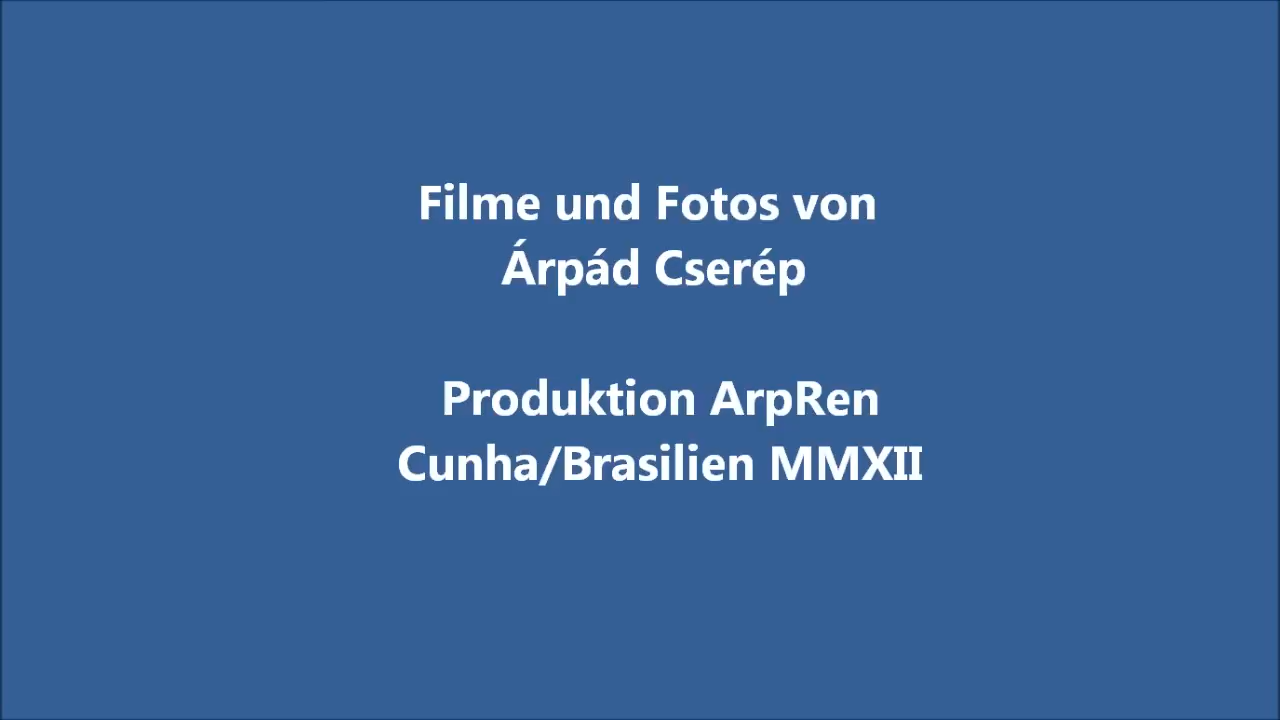 Filme und Fotos von
Árpád Cserép
Produktion ArpRen
Cunha/Brasilien MMXII